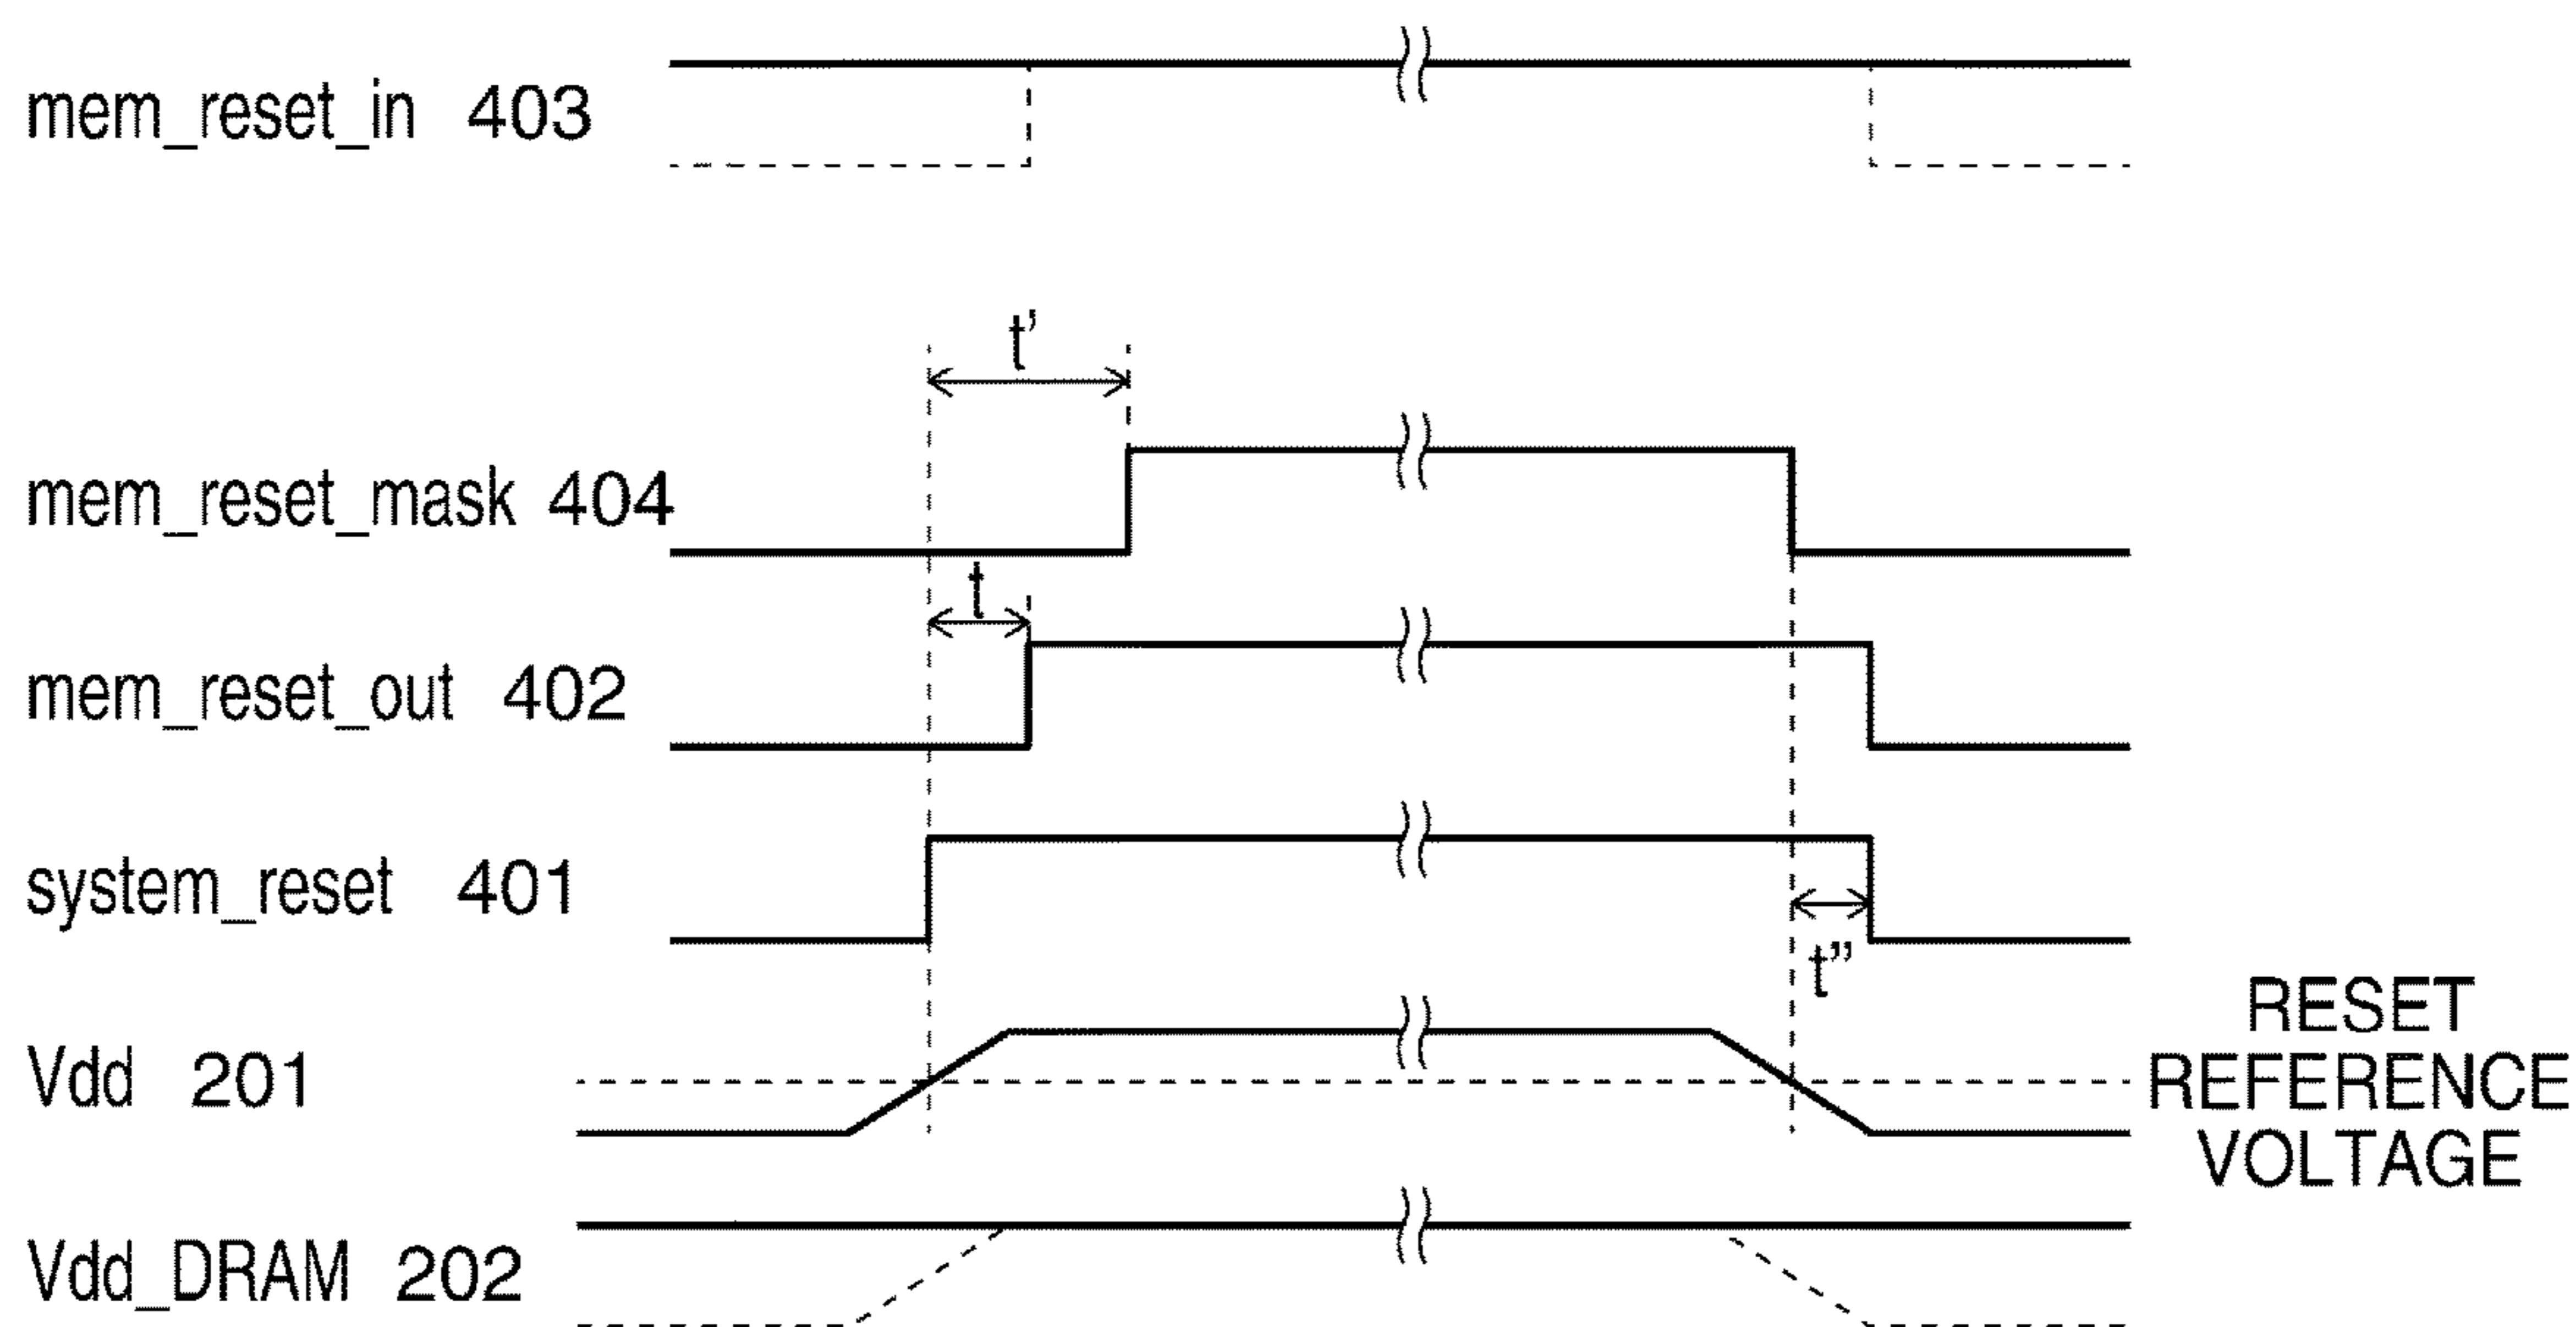 mem_reset_in 403
t’
mem_reset_mask 404
t
mem_reset_out 402
system_reset 401
t’’
Vdd 201
RESET
REFERENCE
VOLTAGE
Vdd_DRAM 202